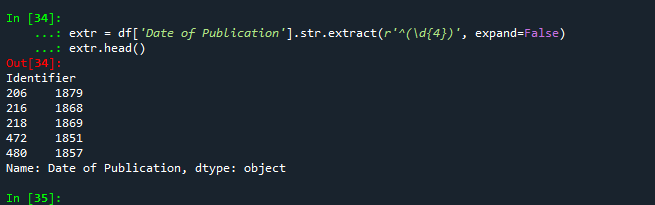 In [34]:
    ...: extr = df['Date of Publication'].str.extract(r'^(\d{4})', expand=False)
    ...: extr.head()
Out[34]:
Identifier
206    1879
216    1868
218    1869
472    1851
480    1857
Name: Date of Publication, dtype: object
In [35]: